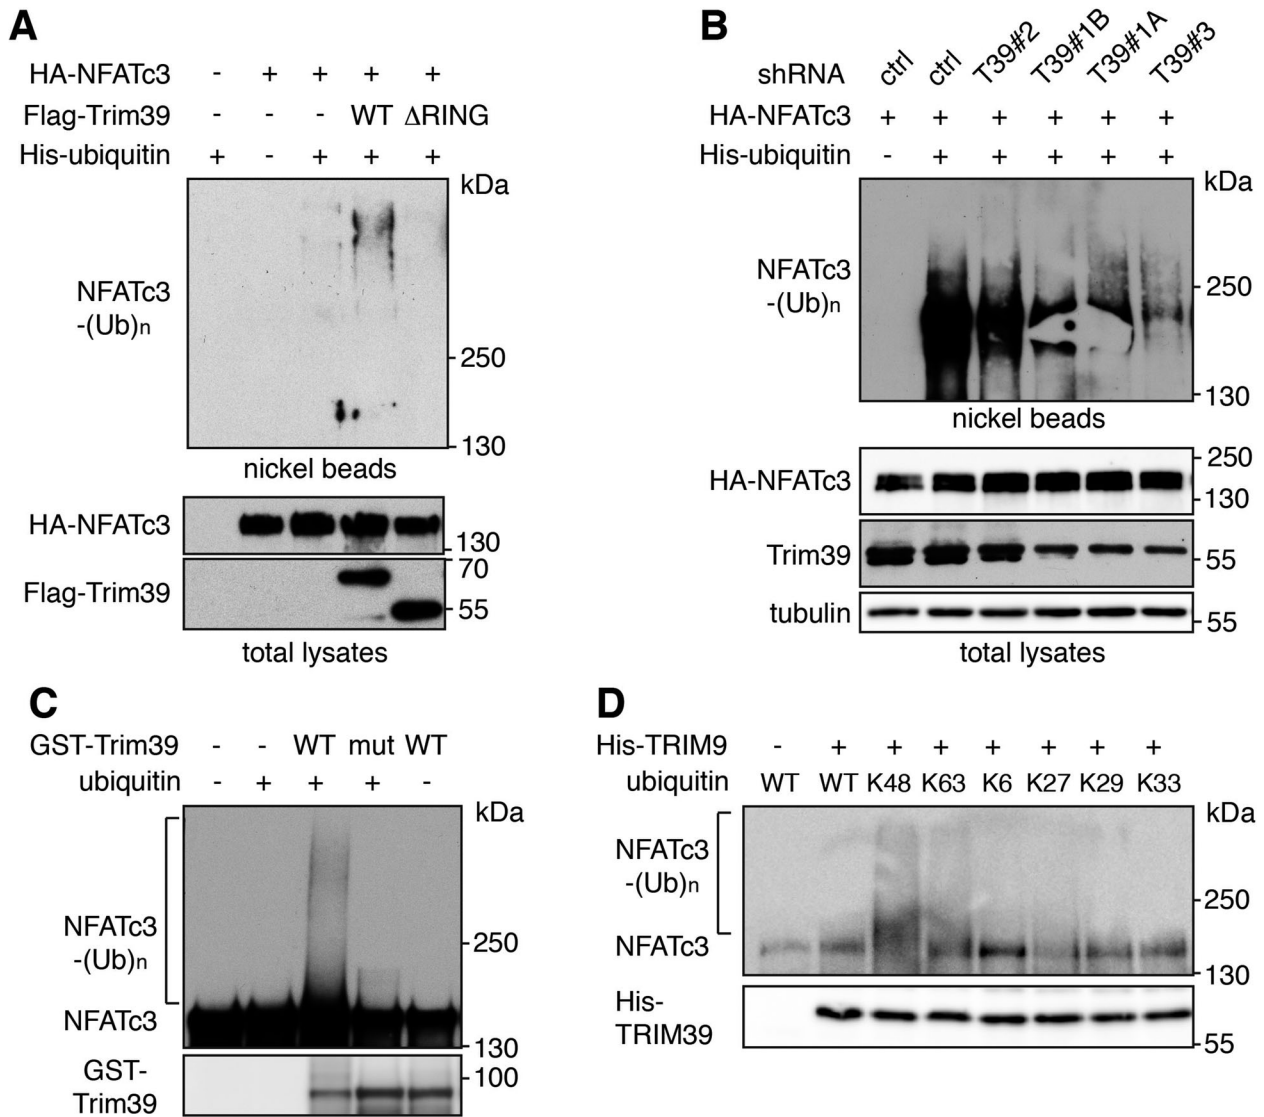 A
HA-NFATc3 - + + + +
Flag-Trim39 - - - WT ΔRING
His-ubiquitin + - + + +
kDa
NFATc3
-(Ub)n
250
130
nickel beads
HA-NFATc3
130
Flag-Trim39
70
55
total lysates
B
shRNA ctrl ctrl T39#2 T39#1B T39#1A T39#3
HA-NFATc3 + + + + + +
His-ubiquitin - + + + + +
kDa
NFATc3
-(Ub)n
250
130
nickel beads
HA-NFATc3
250
130
Trim39
55
tubulin
55
total lysates
C
GST-Trim39 - - WT mut WT
ubiquitin - + + + -
kDa
NFATc3
-(Ub)n
250
NFATc3
130
GST-
Trim39
100
D
His-TRIM9 - + + + + + + +
ubiquitin WT WT K48 K63 K6 K27 K29 K33
kDa
NFATc3
-(Ub)n
250
NFATc3
130
His-
TRIM39
55